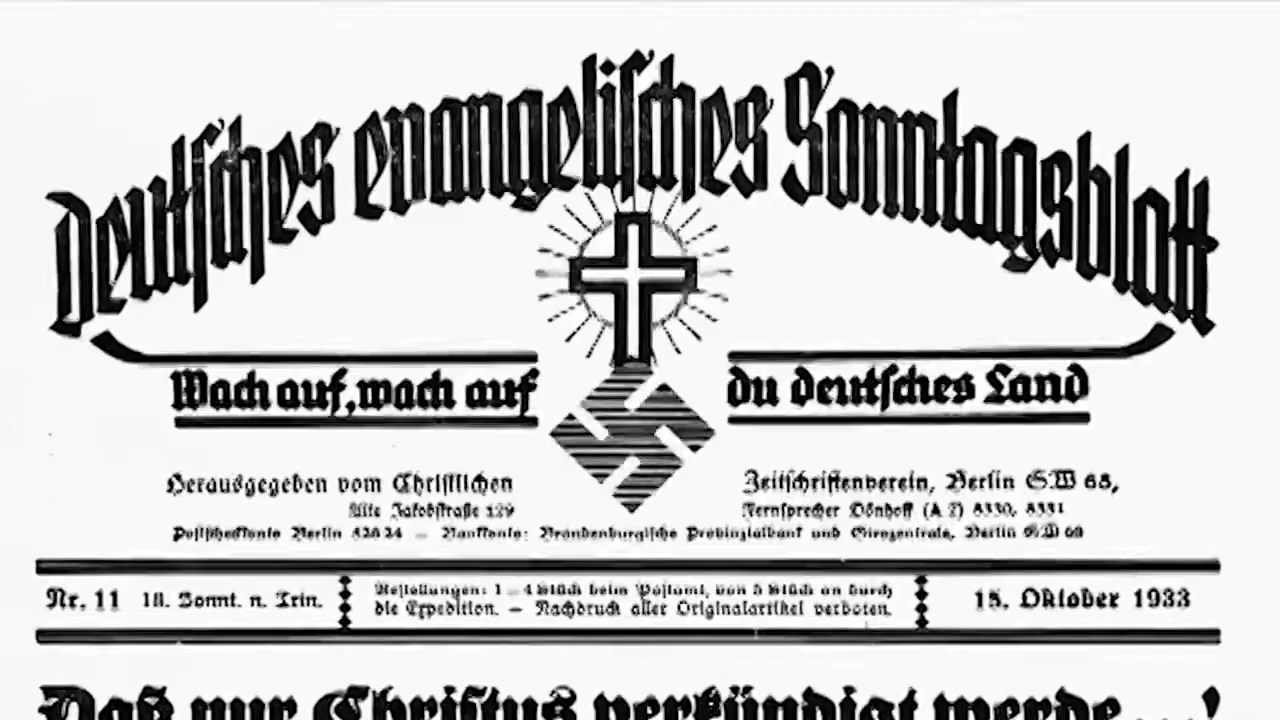 Deutsches evangelisches Sonntagsblatt
Wach auf, wach auf du deutsches Land
Herausgegeben vom Christlichen Zeitschriftenverein, Berlin SW 68,
Alte Jakobstraße 129 Fernsprecher Dönhoff (A 7) 8330, 8331
Postscheckkonto Berlin 42624 — Bankkonto: Brandenburgische Provinzialbank und Girozentrale, Berlin SW 68
Nr. 11 18. Sonnt. n. Trin.
Bestellungen: 1—4 Stück beim Postamt, von 5 Stück an durch
die Expedition. — Nachdruck aller Originalartikel verboten.
15. Oktober 1933
Daß nur Christus verkündigt werde . . .!